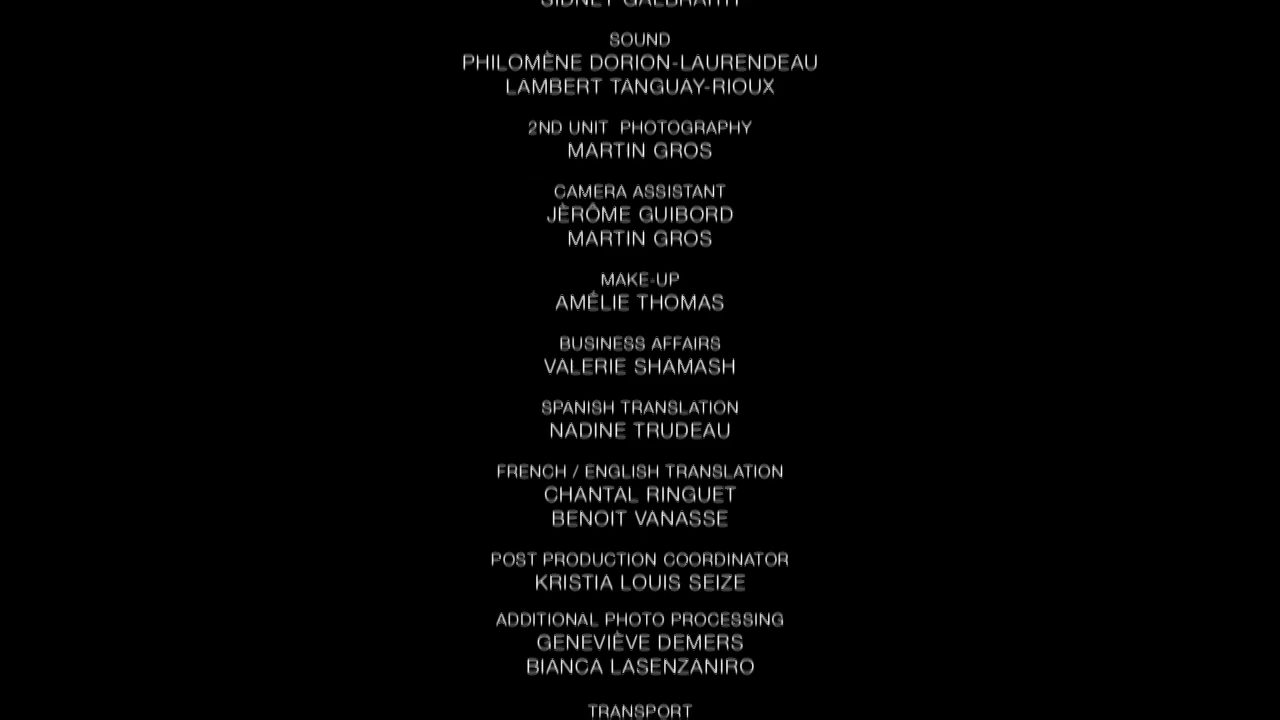 SOUND
PHILOMÈNE DORION-LAURENDEAU
LAMBERT TANGUAY-RIOUX
2ND UNIT PHOTOGRAPHY
MARTIN GROS
CAMERA ASSISTANT
JÉRÔME GUIBORD
MARTIN GROS
MAKE-UP
AMÉLIE THOMAS
BUSINESS AFFAIRS
VALERIE SHAMASH
SPANISH TRANSLATION
NADINE TRUDEAU
FRENCH / ENGLISH TRANSLATION
CHANTAL RINGUET
BENOIT VANASSE
POST PRODUCTION COORDINATOR
KRISTIA LOUIS SEIZE
ADDITIONAL PHOTO PROCESSING
GENEVIÈVE DEMERS
BIANCA LASENZANIRO
TRANSPORT